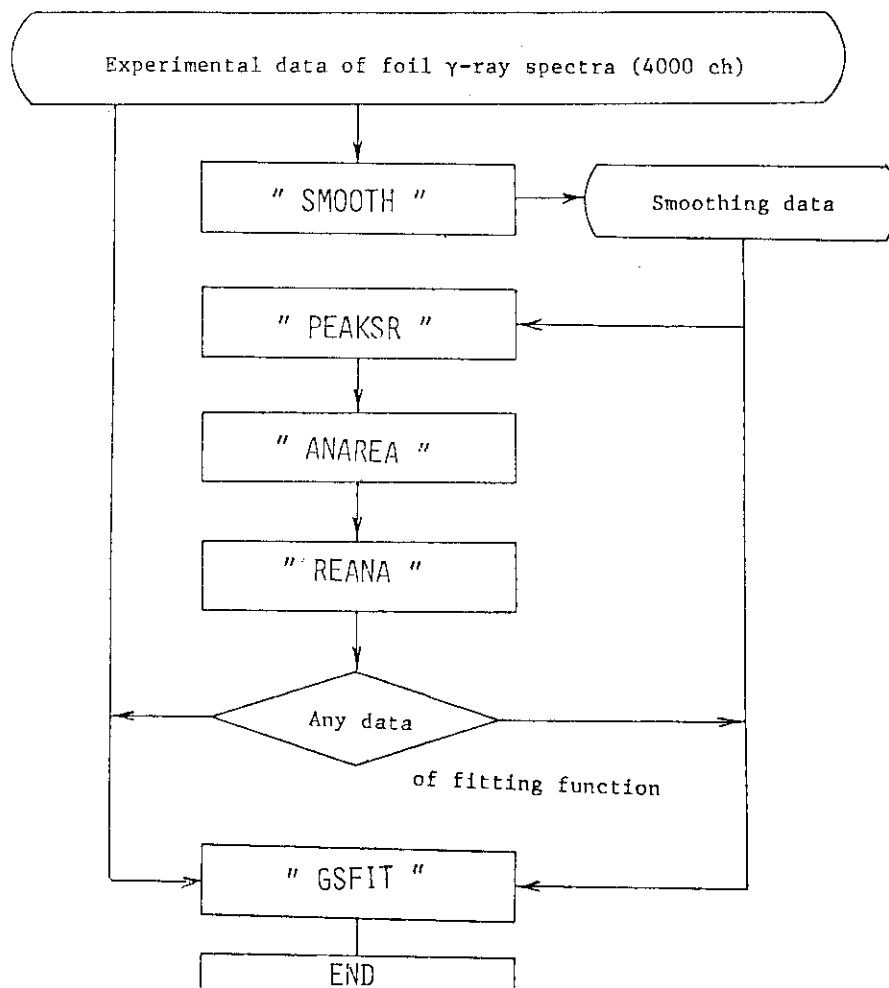 Experimental data of foil γ-ray spectra (4000 ch)
" SMOOTH "
Smoothing data
" PEAKSR "
" ANAREA "
" REANA "
Any data
of fitting function
" GSFIT "
END